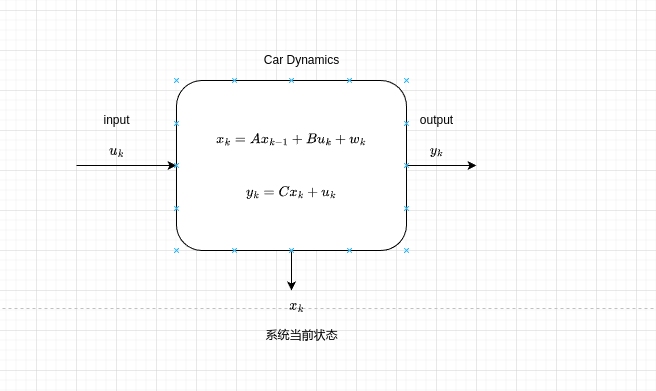 Car Dynamics
input
output
u_k
x_k = Ax_{k-1} + Bu_k + w_k
y_k
y_k = Cx_k + u_k
x_k
系统当前状态